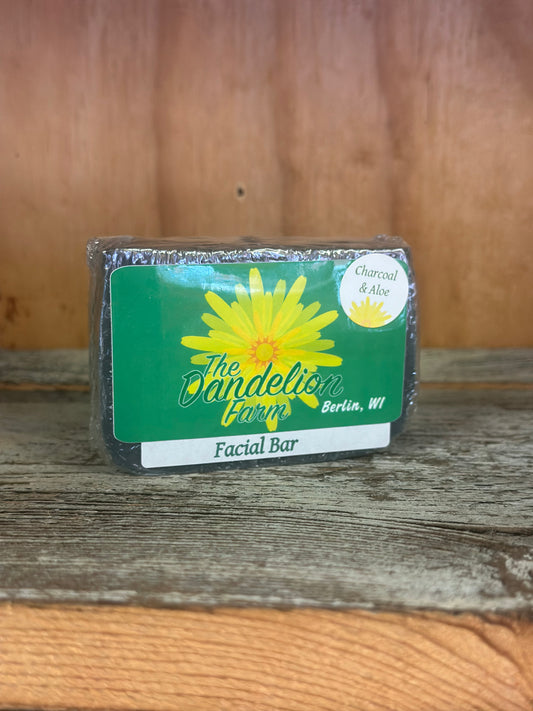 Charcoal
& Aloe
The
Dandelion
Farm
Berlin, WI
Facial Bar